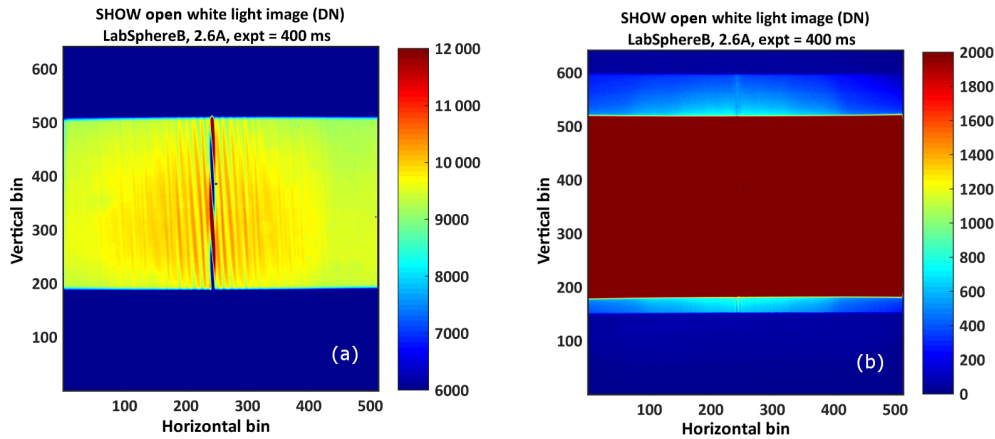 SHOW open white light image (DN)
LabSphereB, 2.6A, expt = 400 ms
600
500
400
300
200
100
Vertical bin
100 200 300 400 500
Horizontal bin
(a)
12 000
11 000
10 000
9000
8000
7000
6000
SHOW open white light image (DN)
LabSphereB, 2.6A, expt = 400 ms
600
500
400
300
200
100
Vertical bin
100 200 300 400 500
Horizontal bin
(b)
2000
1800
1600
1400
1200
1000
800
600
400
200
0